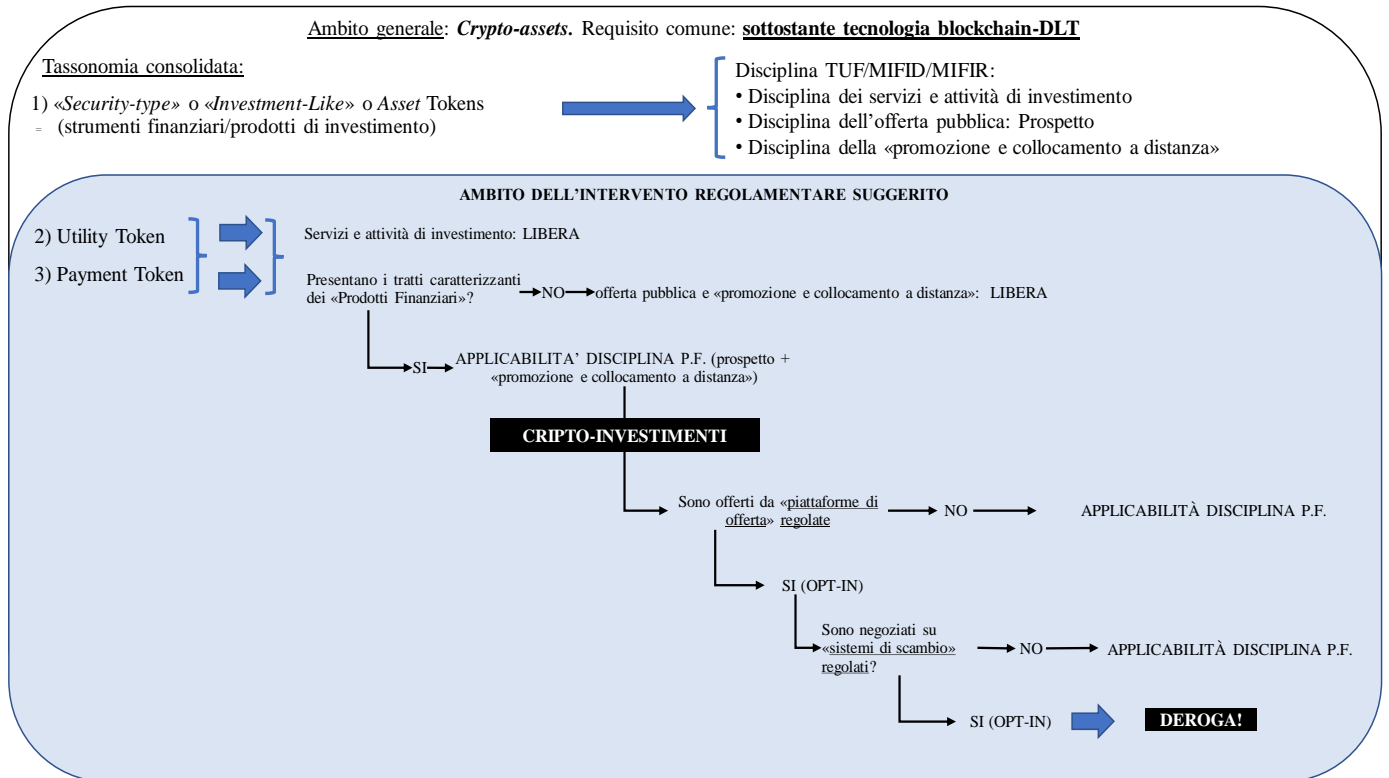 Ambito generale: Crypto-assets. Requisito comune: sottostante tecnologia blockchain-DLT
Tassonomia consolidata:
1) «Security-type» o «Investment-Like» o Asset Tokens
= (strumenti finanziari/prodotti di investimento)
Disciplina TUF/MIFID/MIFIR:
• Disciplina dei servizi e attività di investimento
• Disciplina dell’offerta pubblica: Prospetto
• Disciplina della «promozione e collocamento a distanza»
AMBITO DELL’INTERVENTO REGOLAMENTARE SUGGERITO
2) Utility Token
3) Payment Token
Servizi e attività di investimento: LIBERA
Presentano i tratti caratterizzanti
dei «Prodotti Finanziari»?
NO
offerta pubblica e «promozione e collocamento a distanza»: LIBERA
SI
APPLICABILITA’ DISCIPLINA P.F. (prospetto +
«promozione e collocamento a distanza»)
CRIPTO-INVESTIMENTI
Sono offerti da «piattaforme di
offerta» regolate
NO
APPLICABILITÀ DISCIPLINA P.F.
SI (OPT-IN)
Sono negoziati su
«sistemi di scambio»
regolati?
NO
APPLICABILITÀ DISCIPLINA P.F.
SI (OPT-IN)
DEROGA!